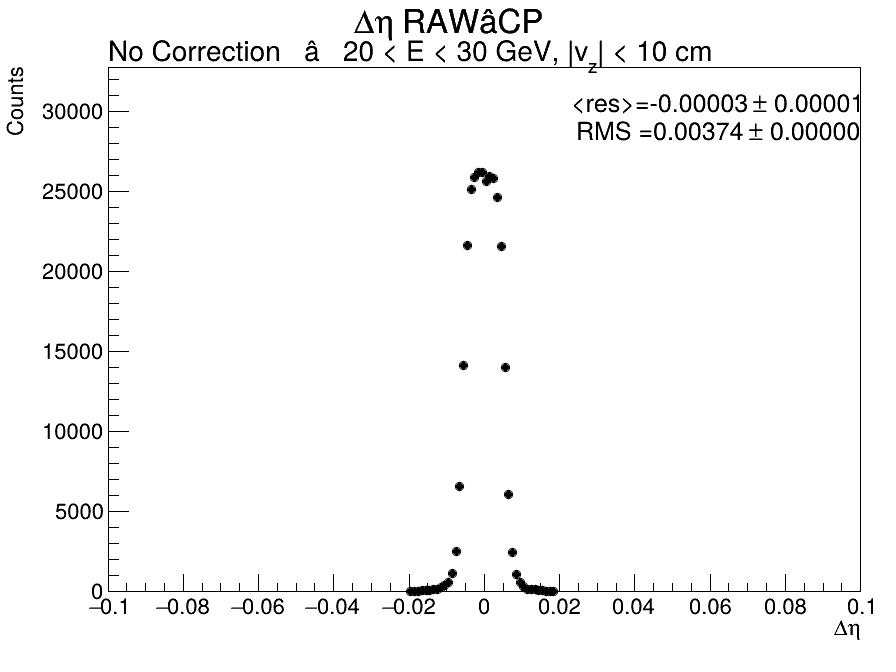 Δη RAWâCP
No Correction â 20 < E < 30 GeV, |v_z| < 10 cm
Counts
<res>=-0.00003 ± 0.00001
RMS =0.00374 ± 0.00000
30000
25000
20000
15000
10000
5000
0
−0.1 −0.08 −0.06 −0.04 −0.02 0 0.02 0.04 0.06 0.08 0.1
Δη